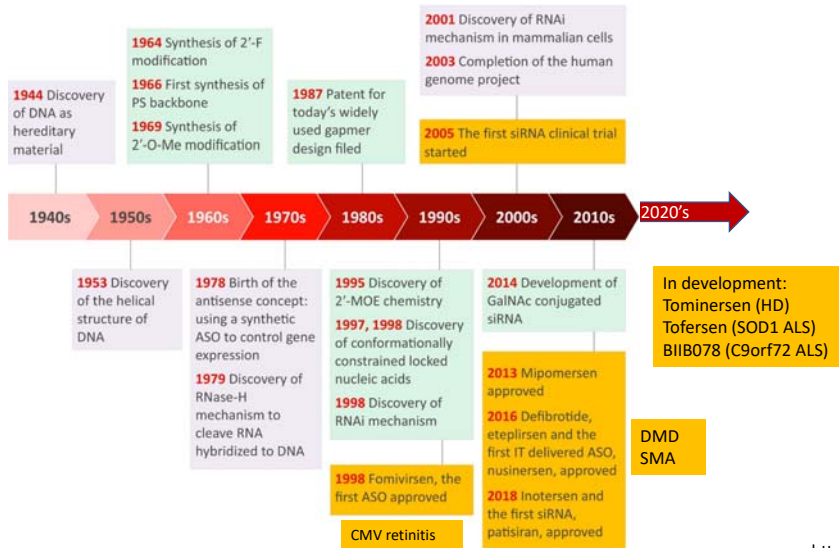 1944 Discovery
of DNA as
hereditary
material
1964 Synthesis of 2'-F
modification
1966 First synthesis of
PS backbone
1969 Synthesis of
2'-O-Me modification
1987 Patent for
today's widely
used gapmer
design filed
2001 Discovery of RNAi
mechanism in mammalian cells
2003 Completion of the human
genome project
2005 The first siRNA clinical trial
started
1940s
1950s
1960s
1970s
1980s
1990s
2000s
2010s
2020's
1953 Discovery
of the helical
structure of
DNA
1978 Birth of the
antisense concept:
using a synthetic
ASO to control gene
expression
1979 Discovery of
RNase-H
mechanism to
cleave RNA
hybridized to DNA
1995 Discovery of
2'-MOE chemistry
1997, 1998 Discovery
of conformationally
constrained locked
nucleic acids
1998 Discovery of
RNAi mechanism
1998 Fomivirsen, the
first ASO approved
CMV retinitis
2014 Development of
GalNAc conjugated
siRNA
2013 Mipomersen
approved
2016 Defibrotide,
eteplirsen and the
first IT delivered ASO,
nusinersen, approved
2018 Inotersen and
the first siRNA,
patisiran, approved
In development:
Tominersen (HD)
Tofersen (SOD1 ALS)
BIIB078 (C9orf72 ALS)
DMD
SMA